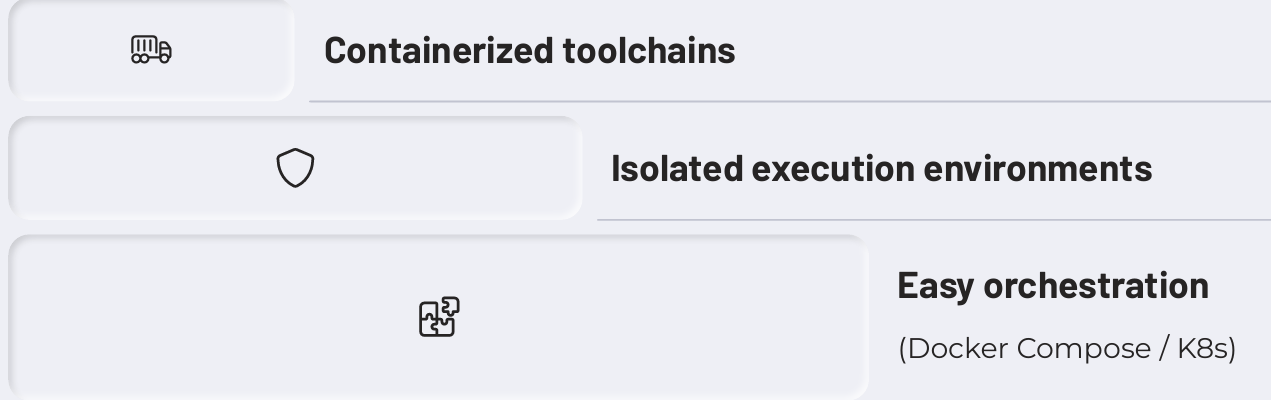 Containerized toolchains
Isolated execution environments
Easy orchestration
(Docker Compose / K8s)